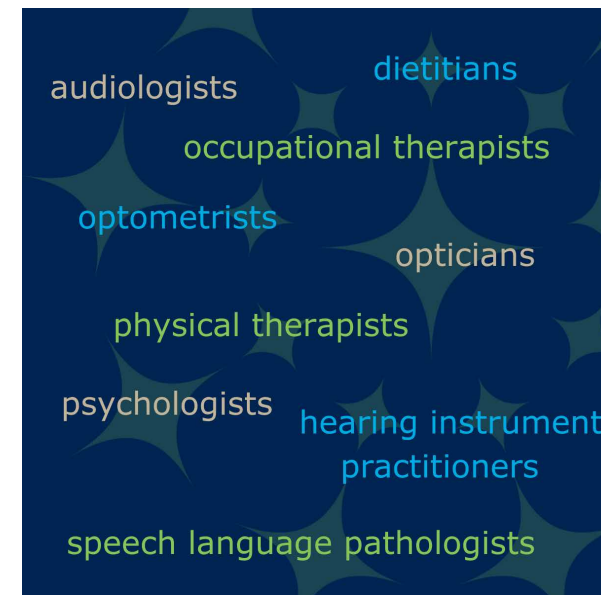 audiologists
dietitians
occupational therapists
optometrists
opticians
physical therapists
psychologists
hearing instrument
practitioners
speech language pathologists